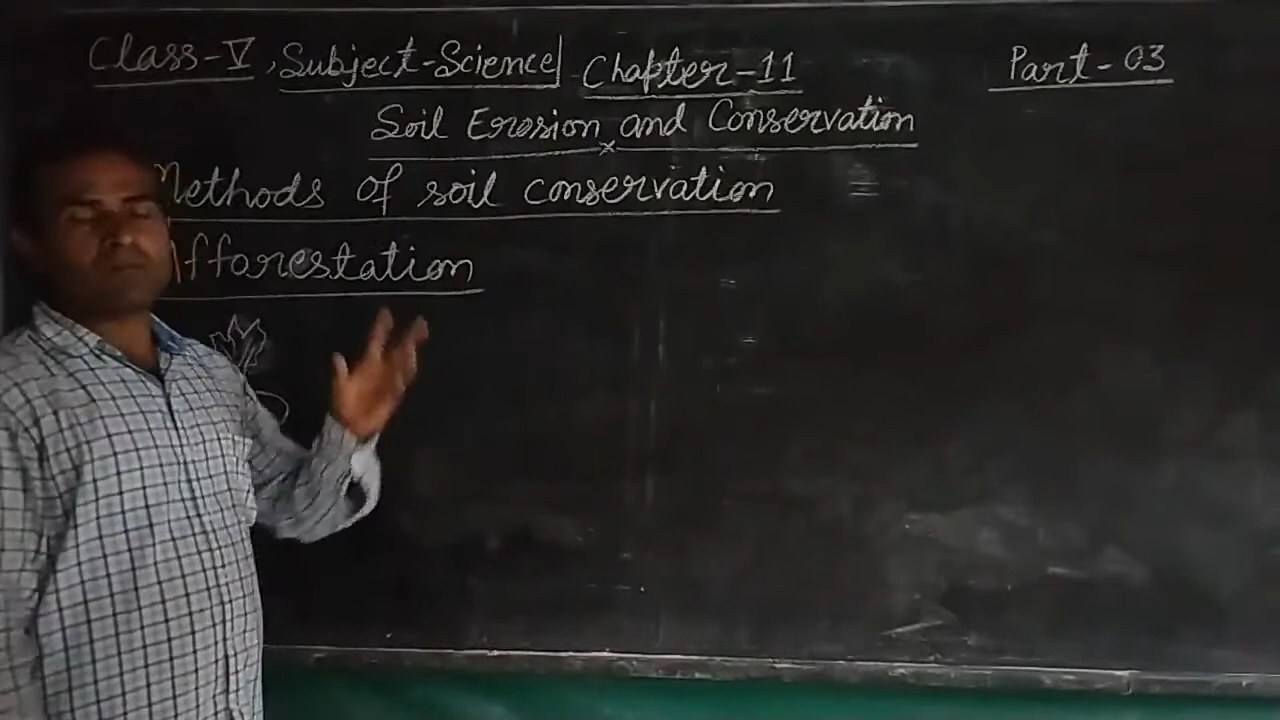 Class-V, Subject-Science Chapter-11 Part-03
Soil Erosion and Conservation
Methods of soil conservation
Afforestation